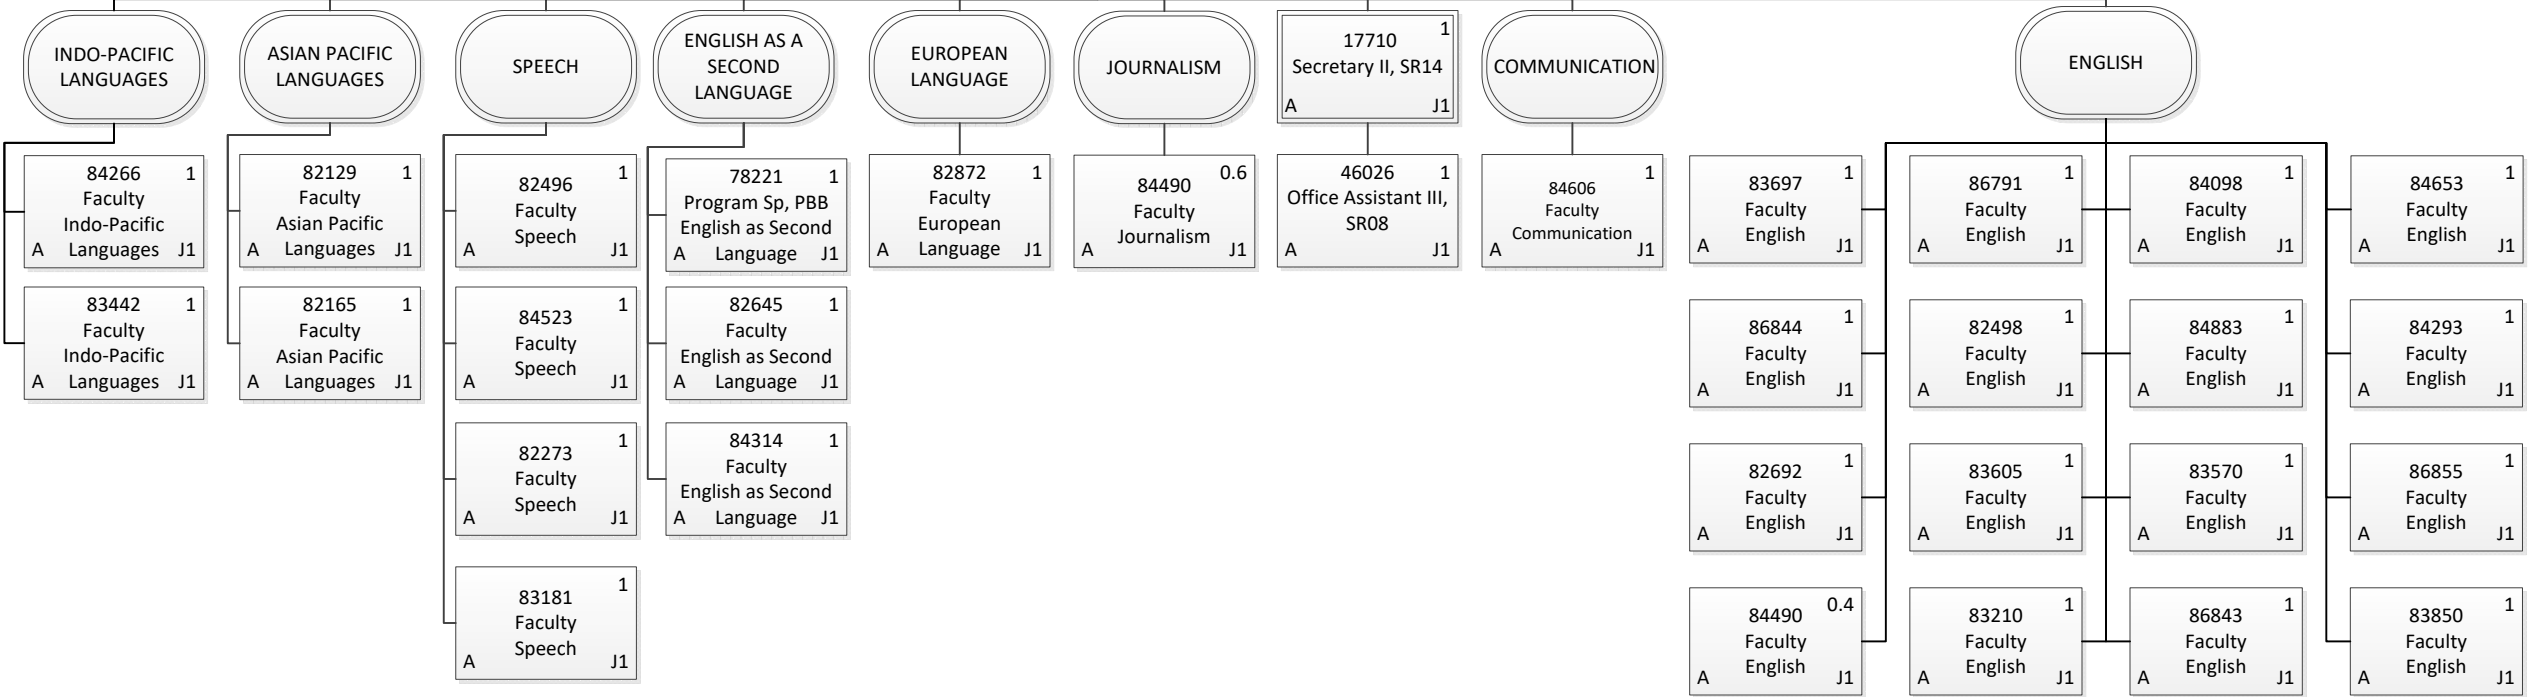 INDO-PACIFIC
LANGUAGES
84266 1
Faculty
Indo-Pacific
A Languages J1
83442 1
Faculty
Indo-Pacific
A Languages J1
ASIAN PACIFIC
LANGUAGES
82129 1
Faculty
Asian Pacific
A Languages J1
82165 1
Faculty
Asian Pacific
A Languages J1
SPEECH
1
82496
Faculty
Speech
A J1
1
84523
Faculty
Speech
A J1
1
82273
Faculty
Speech
A J1
1
83181
Faculty
Speech
A J1
ENGLISH AS A
SECOND
LANGUAGE
78221 1
Program Sp, PBB
English as Second
A Language J1
82645 1
Faculty
English as Second
A Language J1
84314 1
Faculty
English as Second
A Language J1
EUROPEAN
LANGUAGE
82872 1
Faculty
European
A Language J1
JOURNALISM
0.6
84490
Faculty
Journalism
A J1
1
17710
Secretary II, SR14
A J1
46026 1
Office Assistant III,
SR08
A J1
COMMUNICATION
1
84606
Faculty
Communication
A J1
ENGLISH
1
83697
Faculty
English
A J1
1
86844
Faculty
English
A J1
1
82692
Faculty
English
A J1
0.4
84490
Faculty
English
A J1
1
86791
Faculty
English
A J1
1
82498
Faculty
English
A J1
1
83605
Faculty
English
A J1
1
83210
Faculty
English
A J1
1
84098
Faculty
English
A J1
1
84883
Faculty
English
A J1
1
83570
Faculty
English
A J1
1
86843
Faculty
English
A J1
1
84653
Faculty
English
A J1
1
84293
Faculty
English
A J1
1
86855
Faculty
English
A J1
1
83850
Faculty
English
A J1